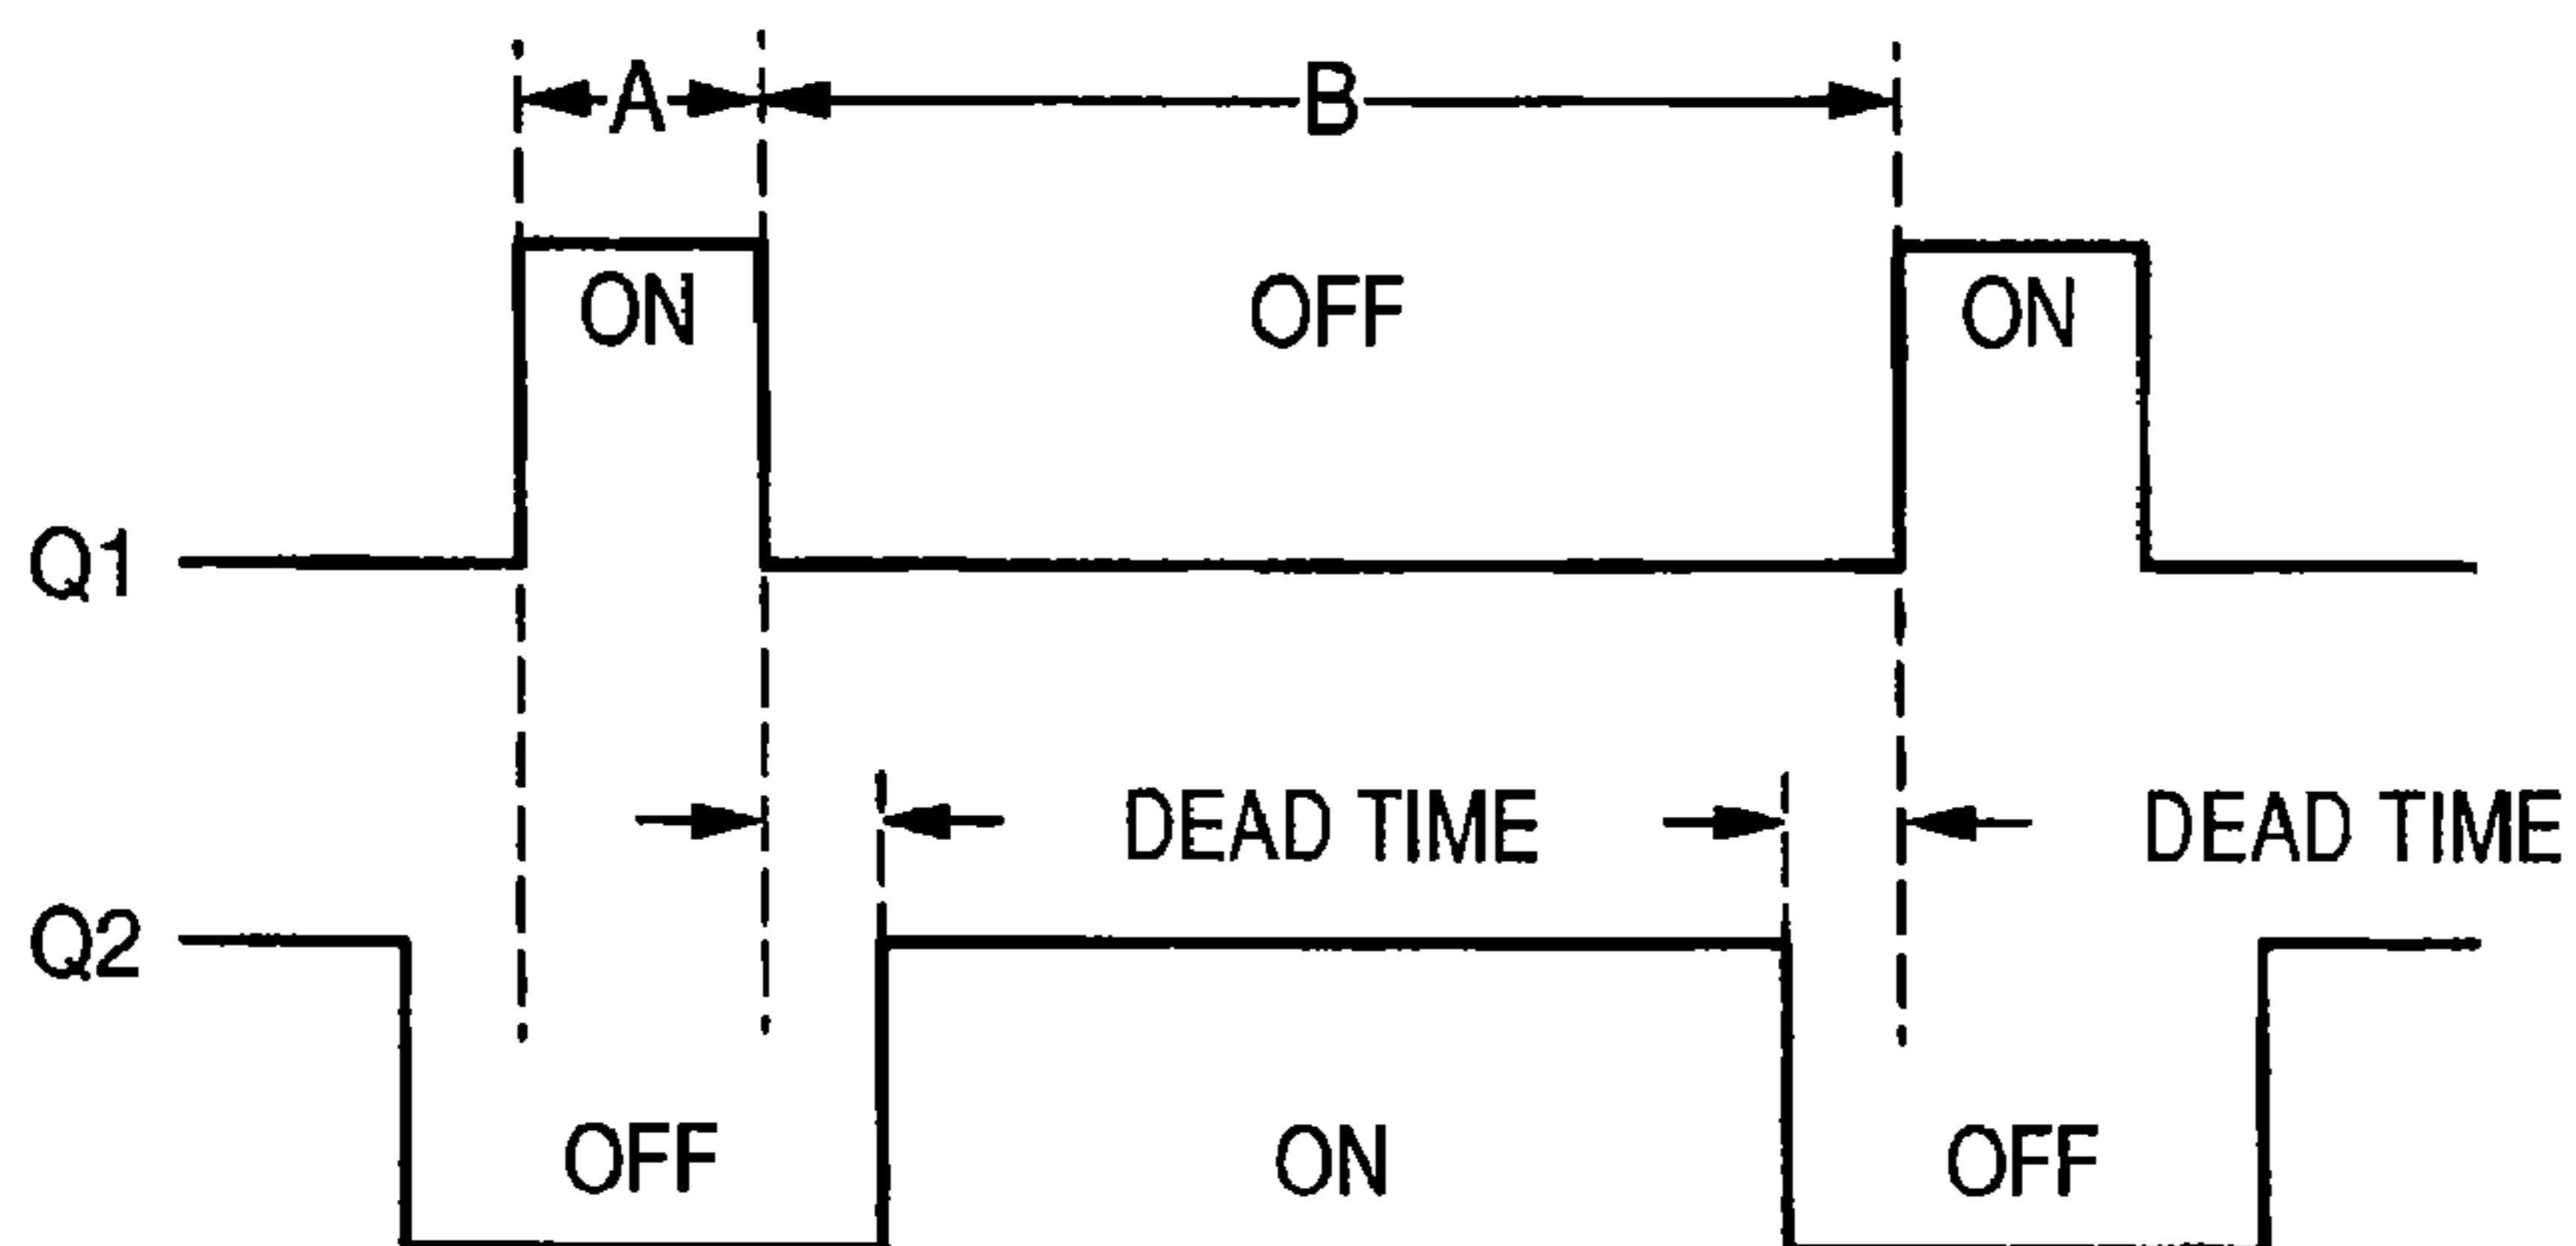 A B
ON OFF ON
Q1
DEAD TIME DEAD TIME
Q2
OFF ON OFF